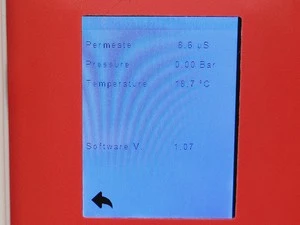 Permeate 8.6 µS
Pressure 0.00 Bar
Temperature 18.7 °C
Software V. 1.07